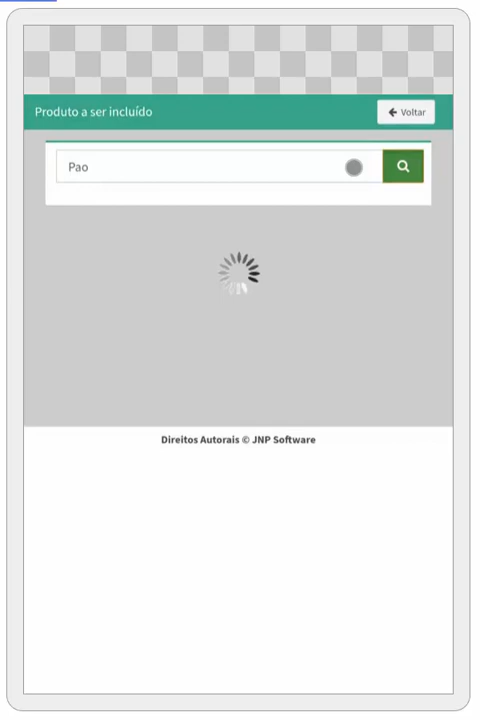 Produto a ser incluído
Voltar
Pao
Direitos Autorais © JNP Software